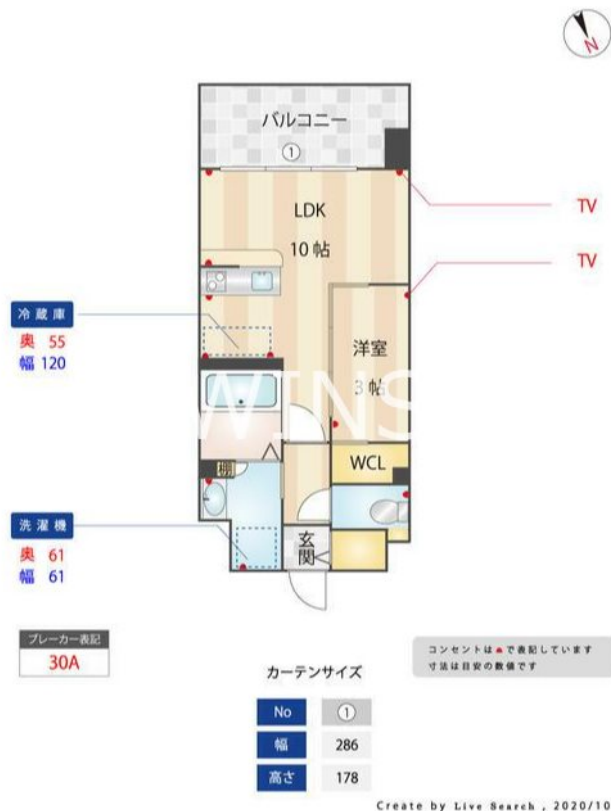 N
バルコニー
①
LDK
10 帖
TV
TV
冷蔵庫
奥 55
幅 120
洋室
3 帖
WINS
WCL
棚
洗濯機
奥 61
幅 61
玄関
ブレーカー表記
30A
コンセントは で表記しています
寸法は目安の数値です
カーテンサイズ
No ①
幅 286
高さ 178
Create by Live Search , 2020/10